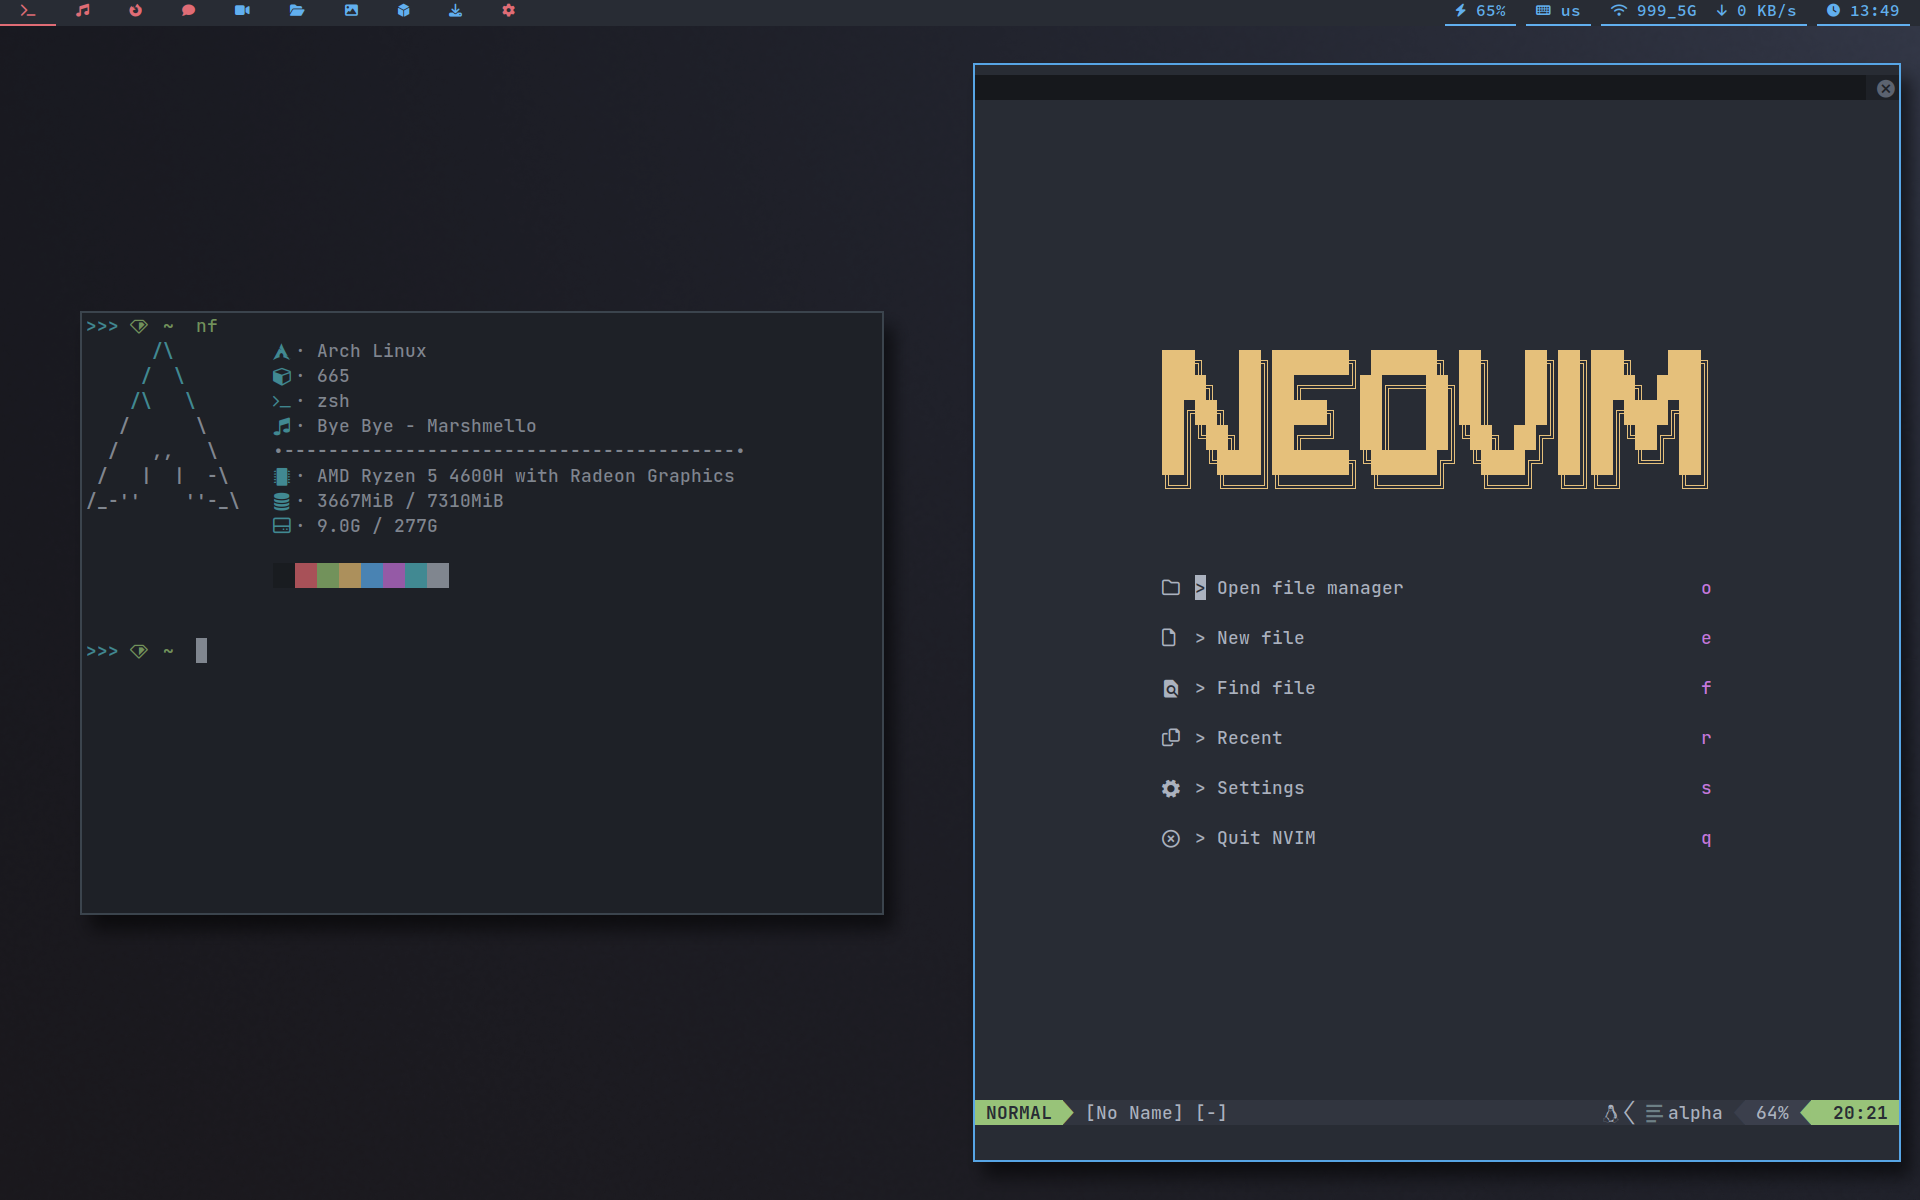 65% us 999_5G 0 KB/s 13:49
>>> ~ nf
Arch Linux
665
zsh
Bye Bye - Marshmello
AMD Ryzen 5 4600H with Radeon Graphics
3667MiB / 7310MiB
9.0G / 277G
>>> ~
NEOVIM
> Open file manager o
> New file e
> Find file f
> Recent r
> Settings s
> Quit NVIM q
NORMAL [No Name] [-] alpha 64% 20:21